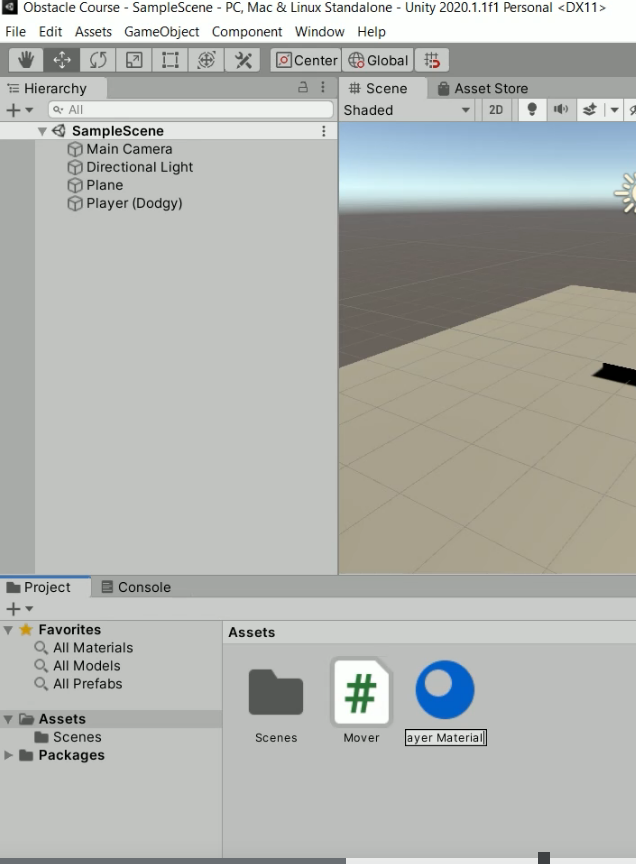 Obstacle Course - SampleScene - PC, Mac & Linux Standalone - Unity 2020.1.1f1 Personal <DX11>
File Edit Assets GameObject Component Window Help
Center Global
Hierarchy
All
SampleScene
Main Camera
Directional Light
Plane
Player (Dodgy)
Scene Asset Store
Shaded 2D
Project Console
Favorites
All Materials
All Models
All Prefabs
Assets
Scenes
Packages
Assets
Scenes Mover ayer Material